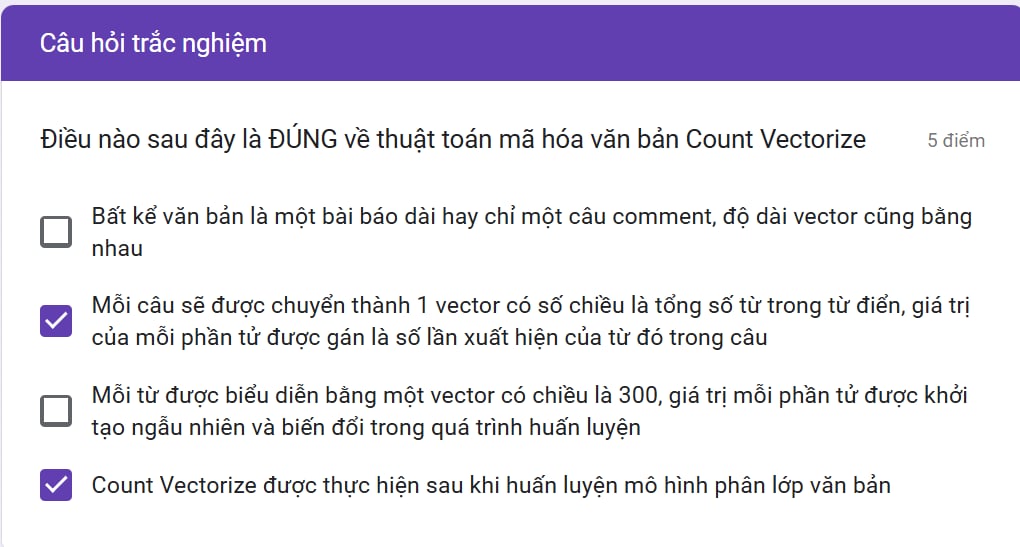 Câu hỏi trắc nghiệm
Điều nào sau đây là ĐÚNG về thuật toán mã hóa văn bản Count Vectorize
5 điểm
Bất kể văn bản là một bài báo dài hay chỉ một câu comment, độ dài vector cũng bằng
nhau
Mỗi câu sẽ được chuyển thành 1 vector có số chiều là tổng số từ trong từ điển, giá trị
của mỗi phần tử được gán là số lần xuất hiện của từ đó trong câu
Mỗi từ được biểu diễn bằng một vector có chiều là 300, giá trị mỗi phần tử được khởi
tạo ngẫu nhiên và biến đổi trong quá trình huấn luyện
Count Vectorize được thực hiện sau khi huấn luyện mô hình phân lớp văn bản